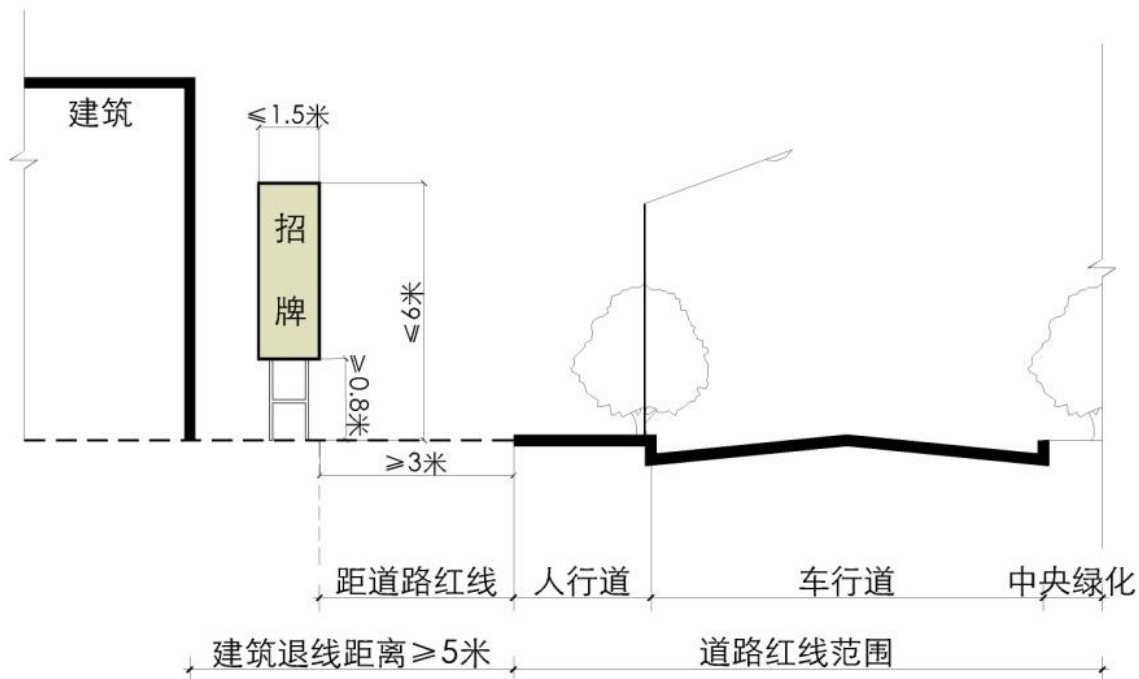 建筑
≤1.5米
招
牌
≤9米
≥0.8米
≥3米
距道路红线
人行道
车行道
中央绿化
建筑退线距离≥5米
道路红线范围